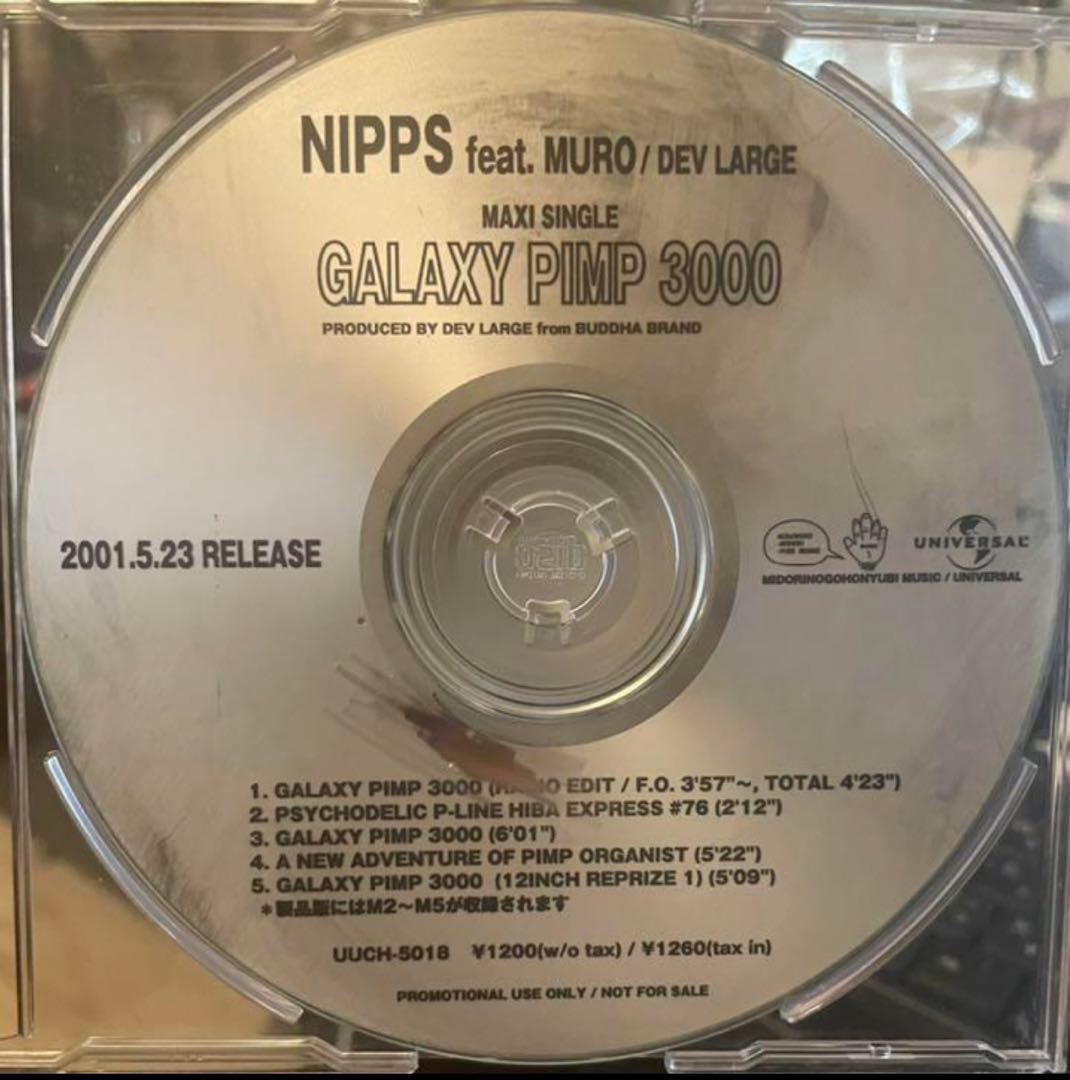 NIPPS feat. MURO / DEV LARGE
MAXI SINGLE
GALAXY PIMP 3000
PRODUCED BY DEV LARGE from BUDDHA BRAND
2001.5.23 RELEASE
UNIVERSAL
MIDORINOGOHONYUBI MUSIC / UNIVERSAL
1. GALAXY PIMP 3000 (RADIO EDIT / F.O. 3'57"~, TOTAL 4'23")
2. PSYCHODELIC P-LINE HIBA EXPRESS #76 (2'12")
3. GALAXY PIMP 3000 (6'01")
4. A NEW ADVENTURE OF PIMP ORGANIST (5'22")
5. GALAXY PIMP 3000 (12INCH REPRIZE 1) (5'09")
*製品版にはM2~M5が収録されます
UUCH-5018 ¥1200(w/o tax) / ¥1260(tax in)
PROMOTIONAL USE ONLY / NOT FOR SALE